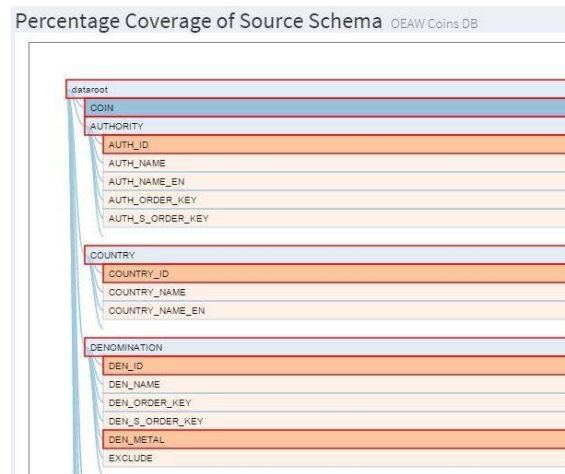 Percentage Coverage of Source Schema OEAW Coins DB
dataroot
COIN
AUTHORITY
AUTH_ID
AUTH_NAME
AUTH_NAME_EN
AUTH_ORDER_KEY
AUTH_S_ORDER_KEY
COUNTRY
COUNTRY_ID
COUNTRY_NAME
COUNTRY_NAME_EN
DENOMINATION
DEN_ID
DEN_NAME
DEN_ORDER_KEY
DEN_S_ORDER_KEY
DEN_METAL
EXCLUDE